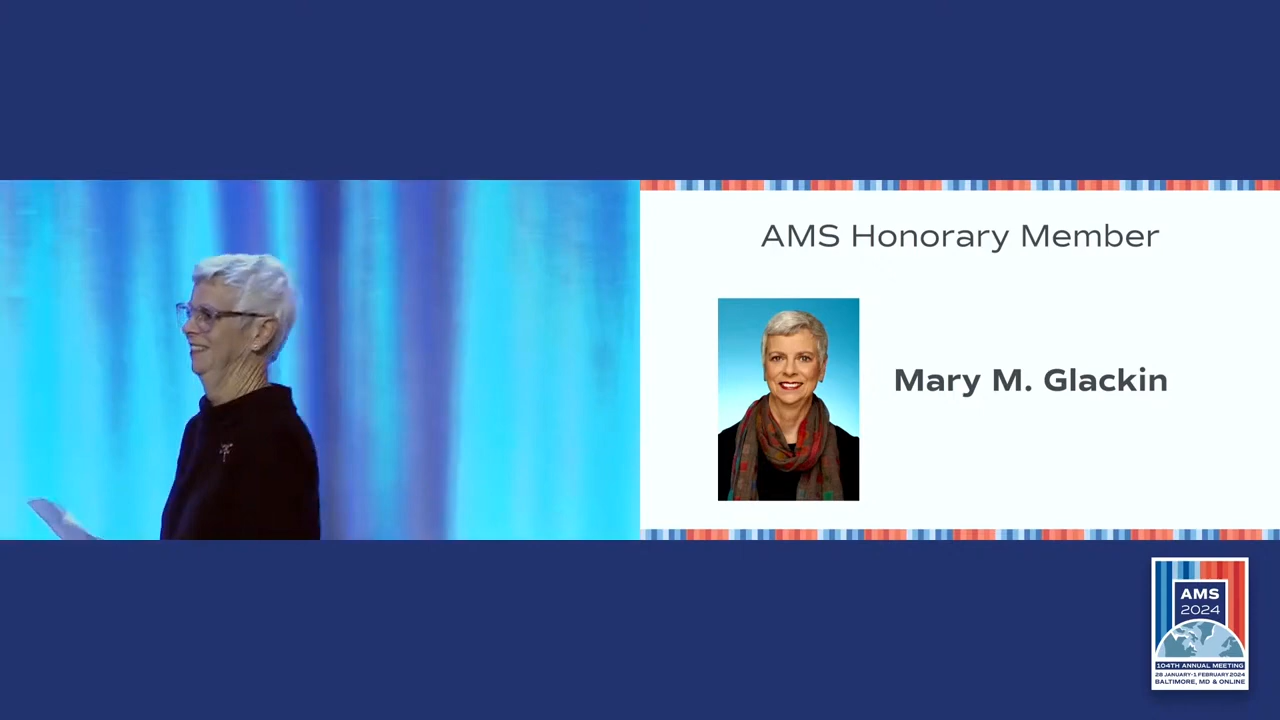 AMS Honorary Member
Mary M. Glackin
AMS
2024
104TH ANNUAL MEETING
28 JANUARY-1 FEBRUARY 2024
BALTIMORE, MD & ONLINE